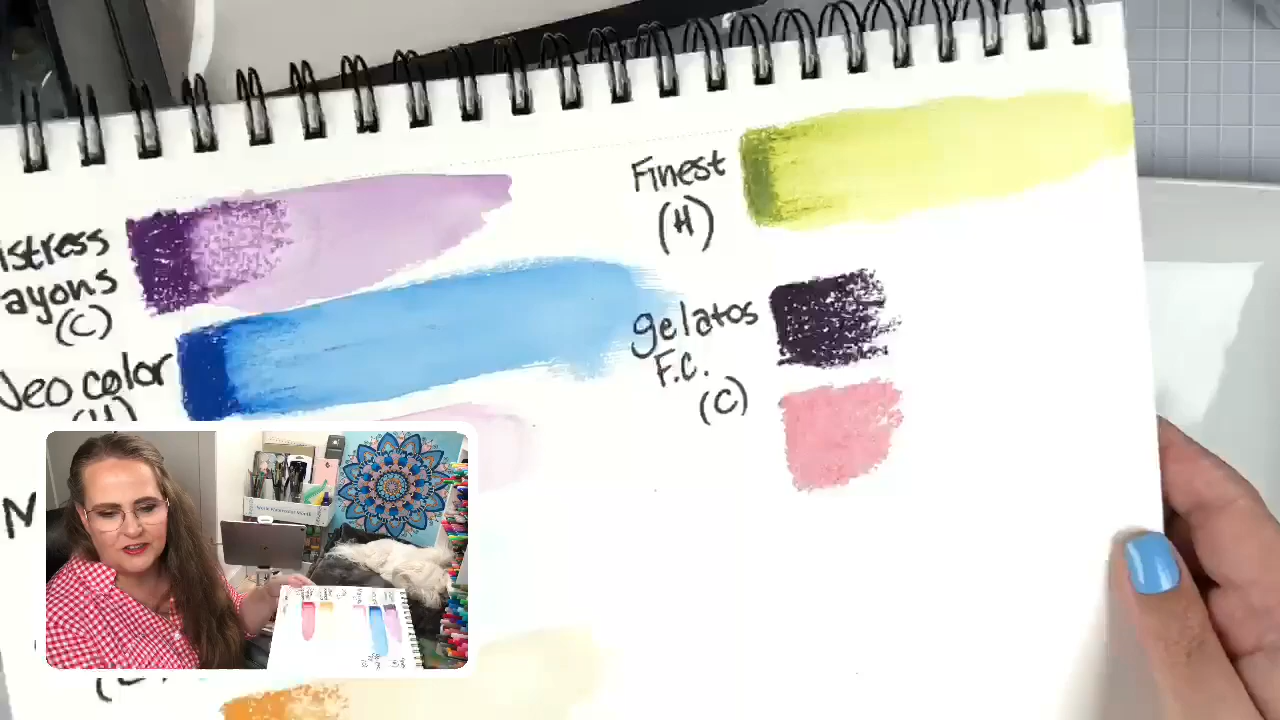 istress
ayons
(C)
Neo color
(H)
Finest
(H)
gelatos
F.C.
(C)